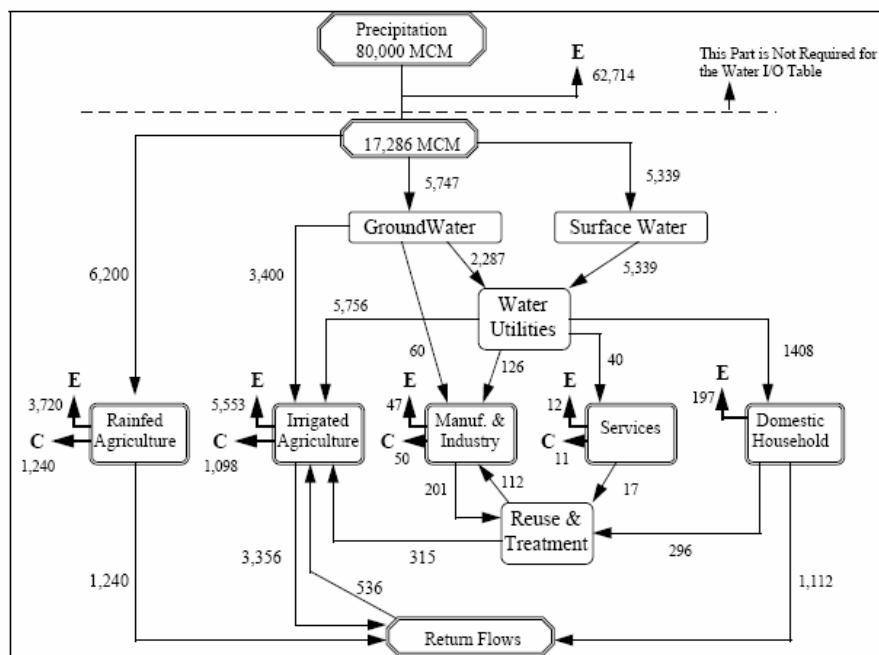 Precipitation
80,000 MCM
E
62,714
This Part is Not Required for
the Water I/O Table
17,286 MCM
5,747
5,339
GroundWater
Surface Water
2,287
5,339
6,200
3,400
Water
Utilities
5,756
60
126
40
1408
E
3,720
Rainfed
Agriculture
C
1,240
E
5,553
Irrigated
Agriculture
C
1,098
E
47
Manuf. &
Industry
C
50
E
12
Services
C
11
E
197
Domestic
Household
201
112
17
Reuse &
Treatment
315
296
1,240
3,356
536
1,112
Return Flows